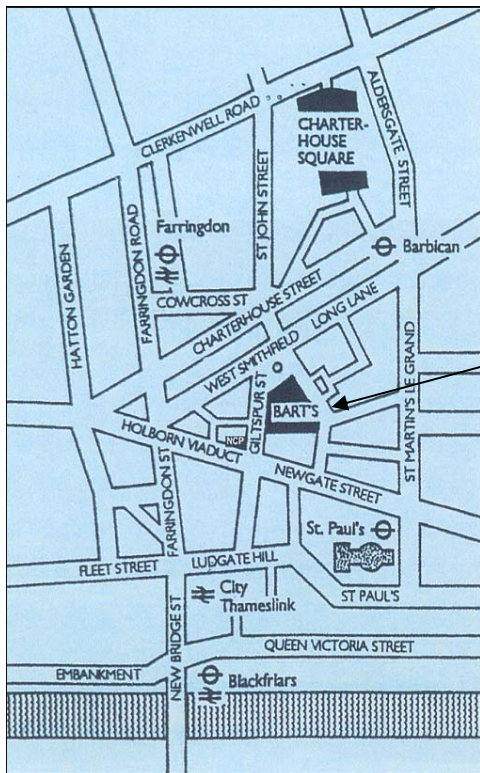 CLERKENWELL ROAD
ALDERSGATE STREET
CHARTER-
HOUSE
SQUARE
ST JOHN STREET
Farringdon
Barbican
HATTON GARDEN
FARRINGDON ROAD
COWCROSS ST
CHARTERHOUSE STREET
LONG LANE
WEST SMITHFIELD
GILTSPUR ST
BART'S
ST MARTIN'S LE GRAND
HOLBORN VIADUCT
NCP
NEWGATE STREET
FARRINGDON ST
St. Paul's
FLEET STREET
LUDGATE HILL
City
Thameslink
ST PAUL'S
NEW BRIDGE ST
QUEEN VICTORIA STREET
EMBANKMENT
Blackfriars